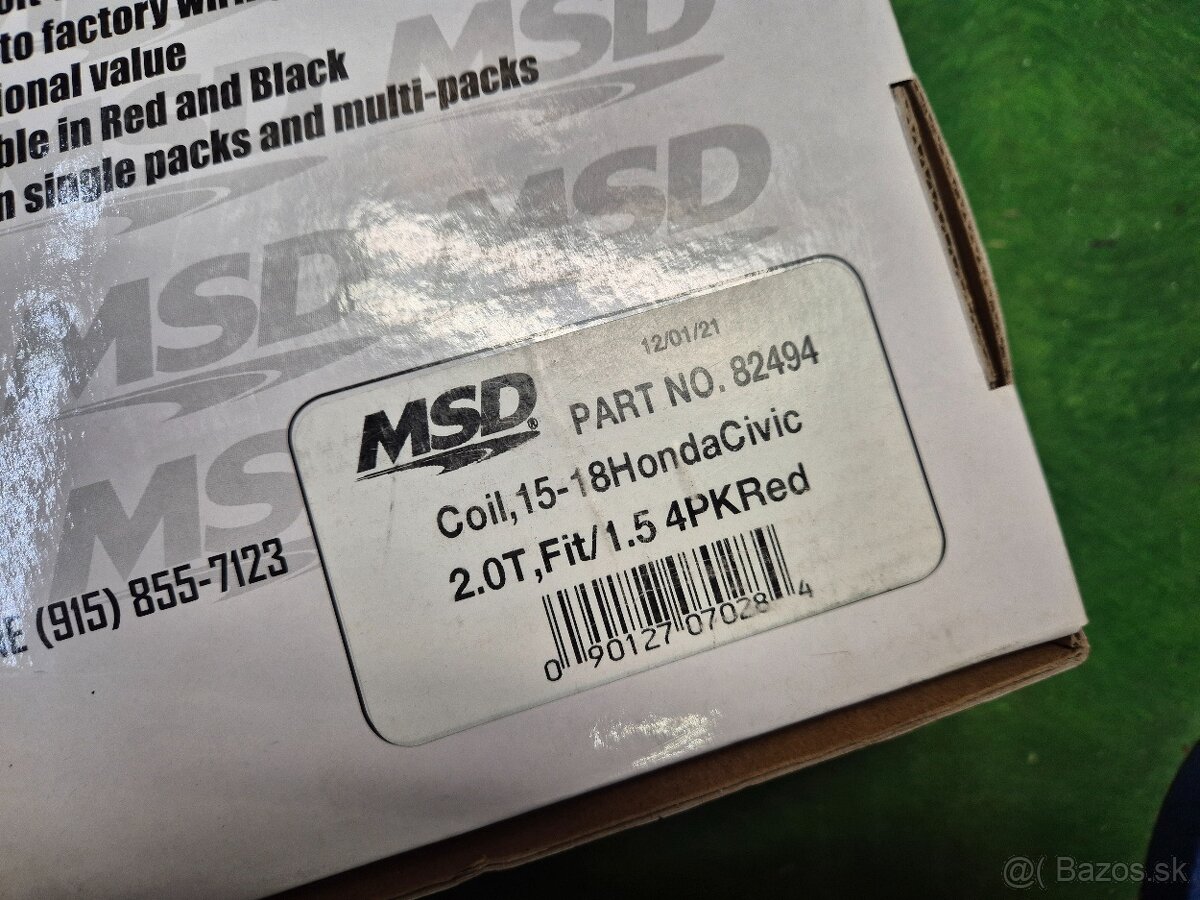 to factory
ional value
ble in Red and Black
n single packs and multi-packs
MSD
MSD
MSD
MSD
E (915) 855-7123
12/01/21
MSD® PART NO. 82494
Coil,15-18HondaCivic
2.0T,Fit/1.5 4PKRed
0 90127 07028 4
@( Bazos.sk